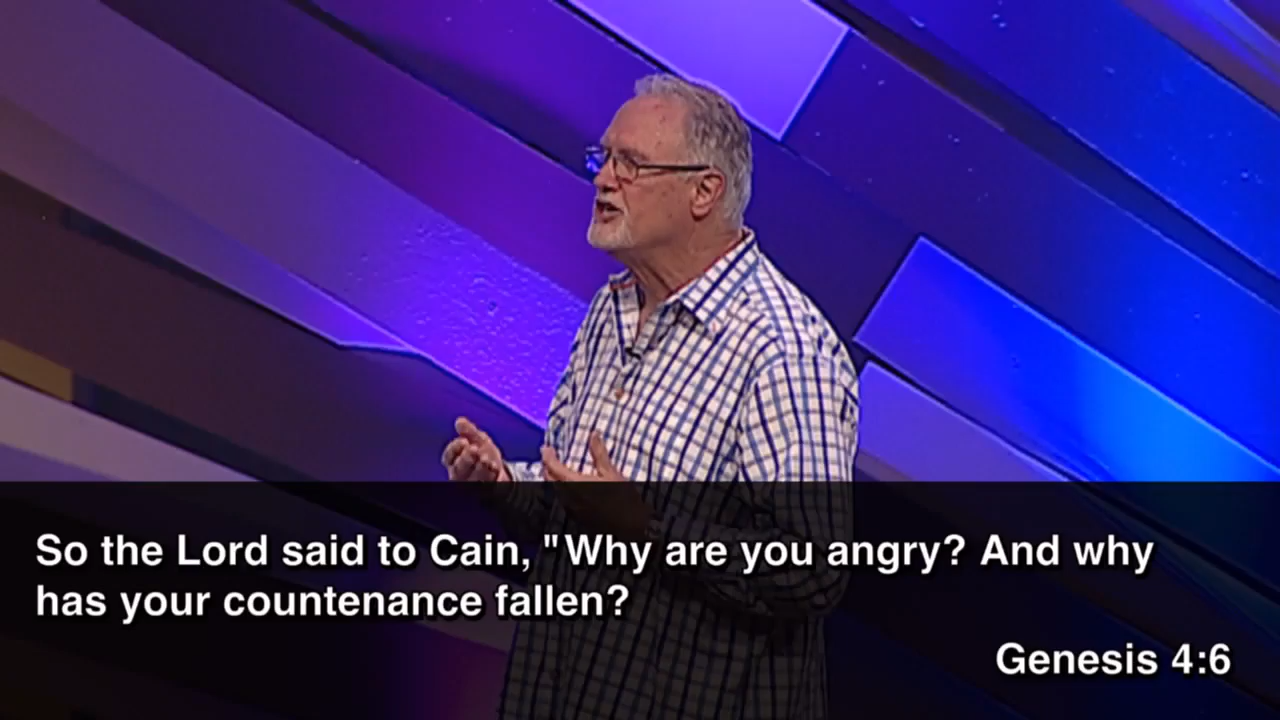 So the Lord said to Cain, "Why are you angry? And why
has your countenance fallen?
Genesis 4:6